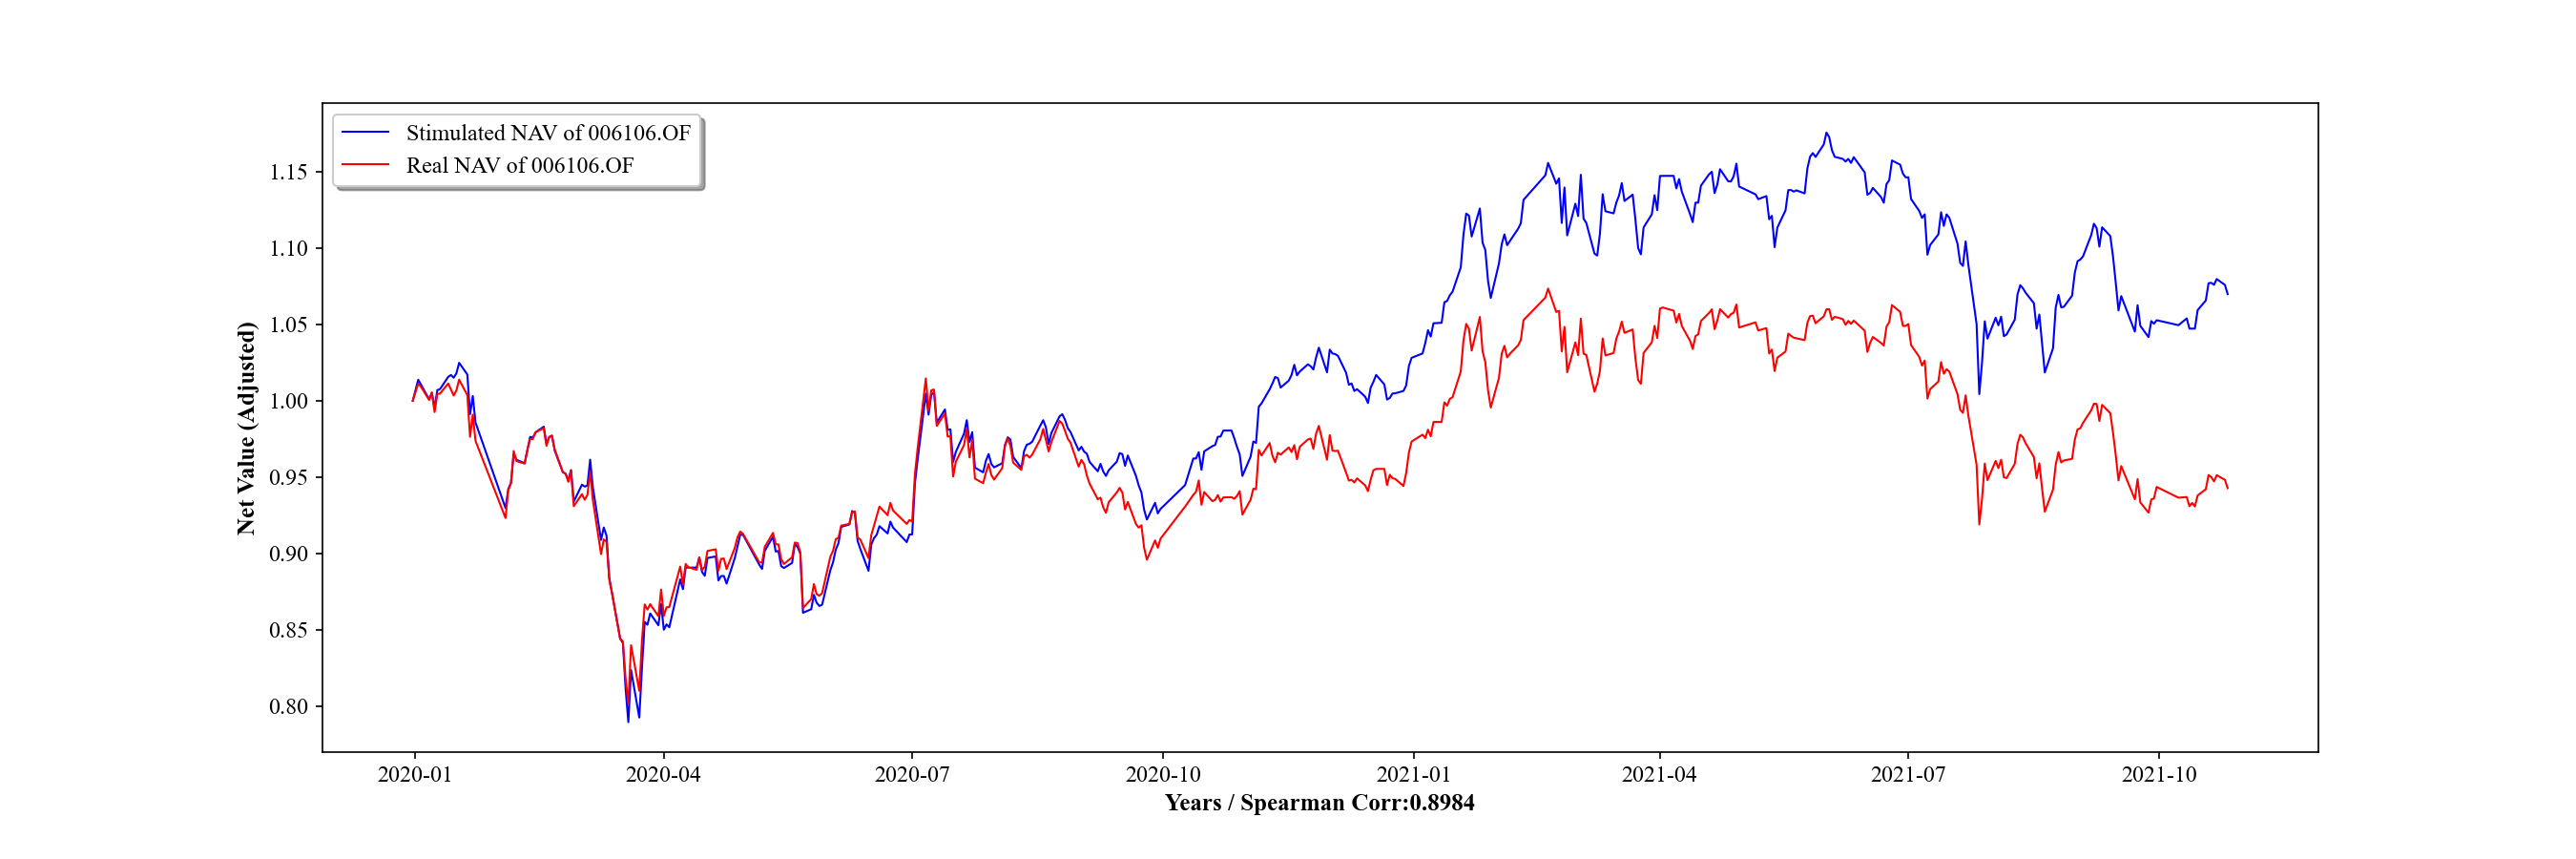 Stimulated NAV of 006106.OF
Real NAV of 006106.OF
1.15
1.10
1.05
1.00
0.95
0.90
0.85
0.80
Net Value (Adjusted)
2020-01 2020-04 2020-07 2020-10 2021-01 2021-04 2021-07 2021-10
Years / Spearman Corr:0.8984